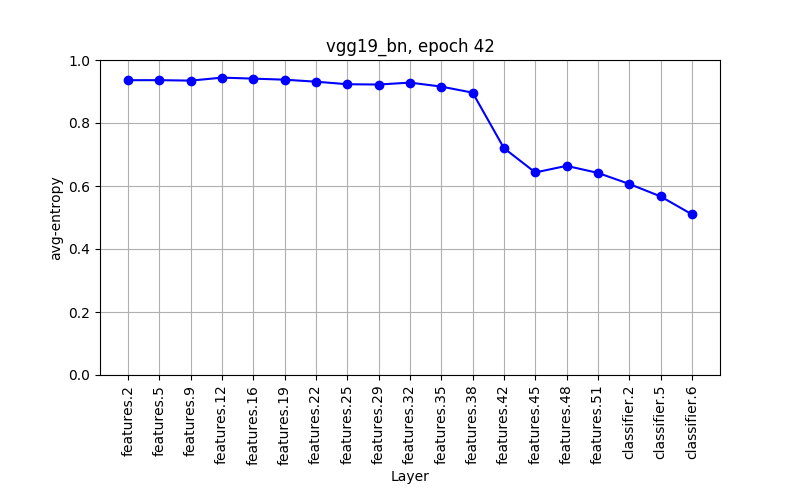 vgg19_bn, epoch 42
avg-entropy
1.0
0.8
0.6
0.4
0.2
0.0
features.2
features.5
features.9
features.12
features.16
features.19
features.22
features.25
features.29
features.32
features.35
features.38
features.42
features.45
features.48
features.51
classifier.2
classifier.5
classifier.6
Layer